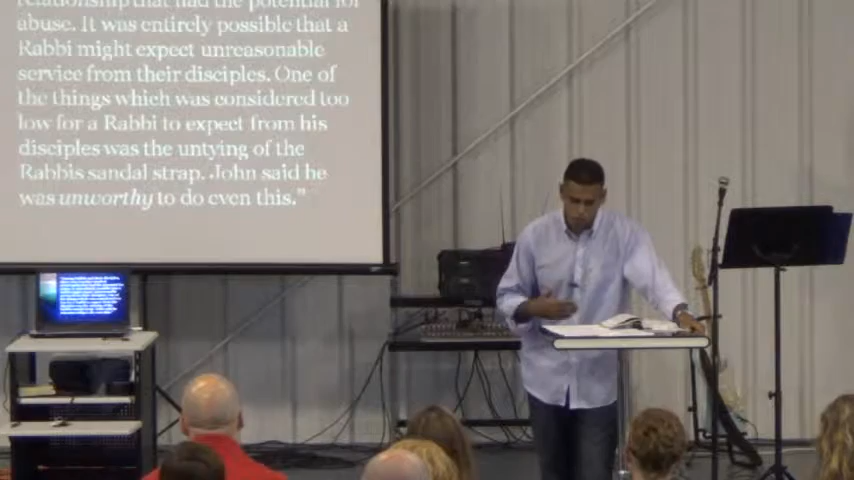 relationship that had the potential for
abuse. It was entirely possible that a
Rabbi might expect unreasonable
service from their disciples. One of
the things which was considered too
low for a Rabbi to expect from his
disciples was the untying of the
Rabbis sandal strap. John said he
was unworthy to do even this."